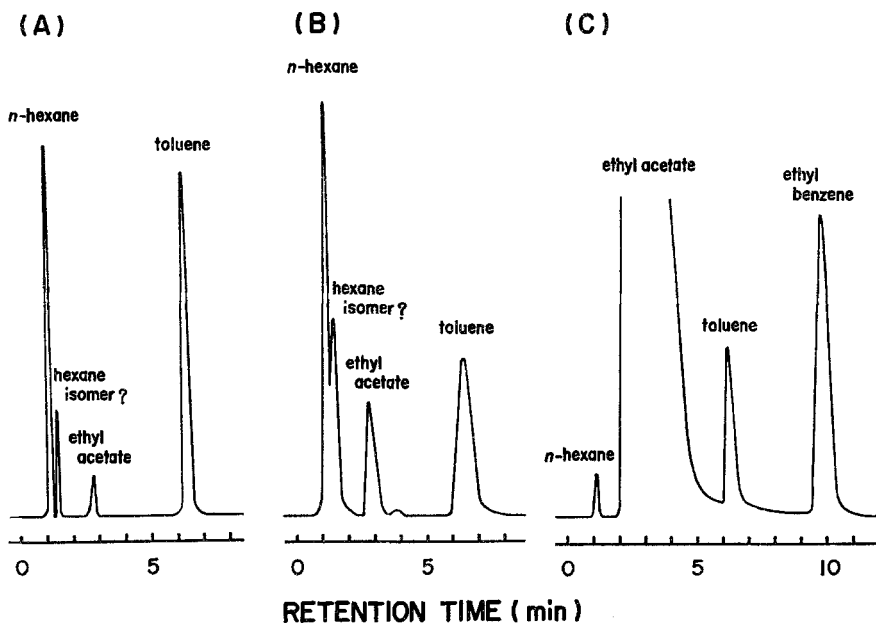 (A)
n-hexane
toluene
hexane
isomer ?
ethyl
acetate
0 5
(B)
n-hexane
hexane
isomer ?
ethyl
acetate
toluene
0 5
(C)
ethyl acetate
ethyl
benzene
toluene
n-hexane
0 5 10
RETENTION TIME ( min )